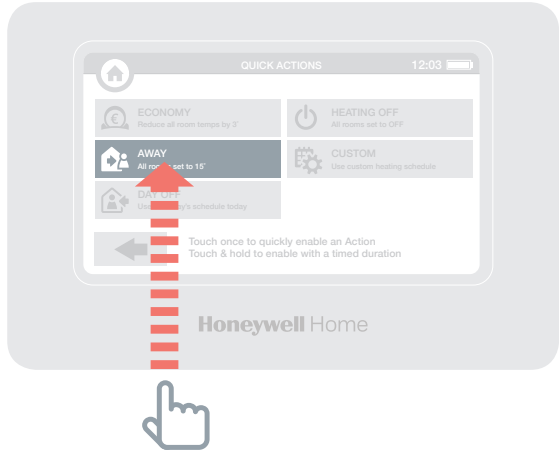 QUICK ACTIONS 12:03
ECONOMY
Reduce all room temps by 3˚
HEATING OFF
All rooms set to OFF
AWAY
All rooms set to 15˚
CUSTOM
Use custom heating schedule
DAY OFF
Use schedule today
Touch once to quickly enable an Action
Touch & hold to enable with a timed duration
Honeywell Home